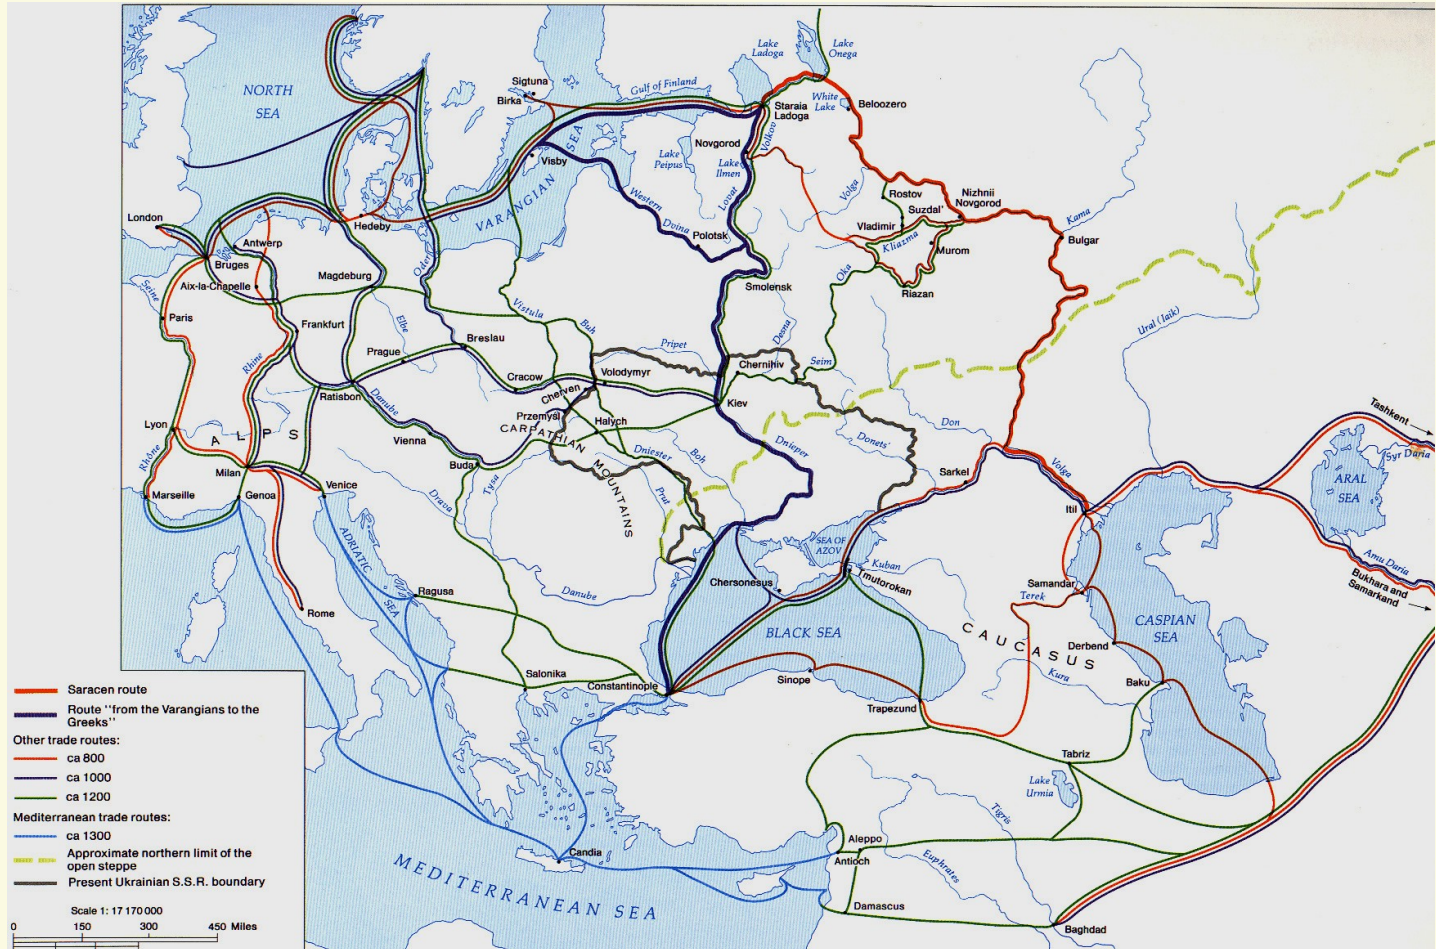 NORTH
SEA
Sigtuna
Birka
Gulf of Finland
Lake
Ladoga
Lake
Onega
White
Lake
Beloozero
Staraia
Ladoga
Volkov
Novgorod
Lake
Peipus
Lake
Ilmen
Visby
VARANGIAN SEA
Western
Dvina
Lovat
Polotsk
Volga
Rostov
Suzdal'
Nizhnii
Novgorod
Vladimir
Kliazma
Murom
Kama
Bulgar
London
Antwerp
Bruges
Aix-la-Chapelle
Hedeby
Magdeburg
Oder
Smolensk
Oka
Riazan
Seine
Paris
Frankfurt
Elbe
Prague
Breslau
Vistula
Buh
Pripet
Desna
Seim
Chernihiv
Ural (Iaik)
Rhine
Ratisbon
Danube
Cracow
Volodymyr
Cherven
Kiev
Przemyśl
Halych
Lyon
ALPS
Vienna
CARPATHIAN MOUNTAINS
Dniester
Boh
Dnieper
Donets'
Don
Tashkent
Syr Daria
Rhône
Milan
Buda
Tysa
Prut
Sarkel
Volga
ARAL
SEA
Marseille
Genoa
Venice
Drava
Itil
ADRIATIC
SEA
SEA OF
AZOV
Kuban
Amu Daria
Bukhara and
Samarkand
Chersonesus
Tmutorokan
Samandar
Terek
Danube
Ragusa
Rome
BLACK SEA
CAUCASUS
Derbend
CASPIAN
SEA
Kura
Baku
Salonika
Constantinople
Sinope
Trapezund
Tabriz
Lake
Urmia
Tigris
Euphrates
Aleppo
Antioch
Candia
Damascus
Baghdad
MEDITERRANEAN SEA
Saracen route
Route "from the Varangians to the
Greeks"
Other trade routes:
ca 800
ca 1000
ca 1200
Mediterranean trade routes:
ca 1300
Approximate northern limit of the
open steppe
Present Ukrainian S.S.R. boundary
Scale 1: 17 170 000
0 150 300 450 Miles